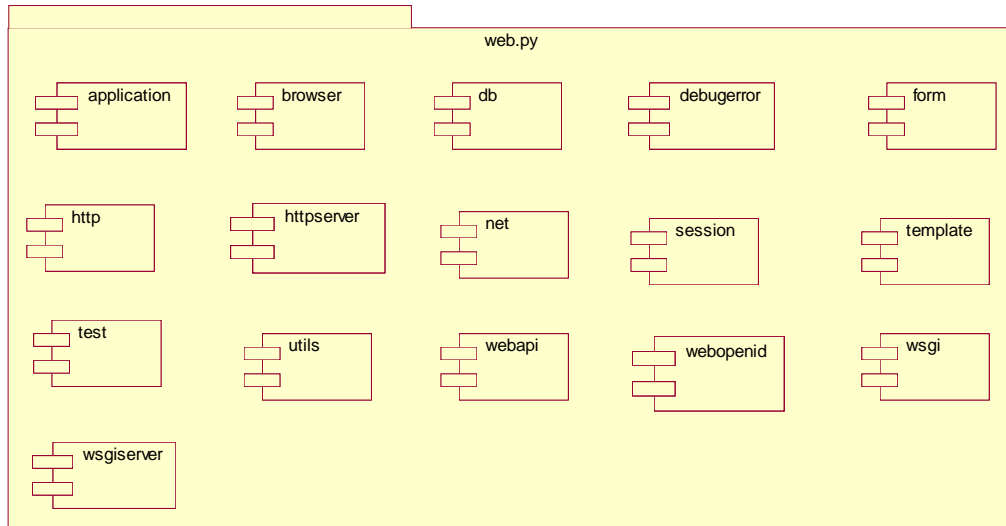 web.py
application
browser
db
debugerror
form
http
httpserver
net
session
template
test
utils
webapi
webopenid
wsgi
wsgiserver